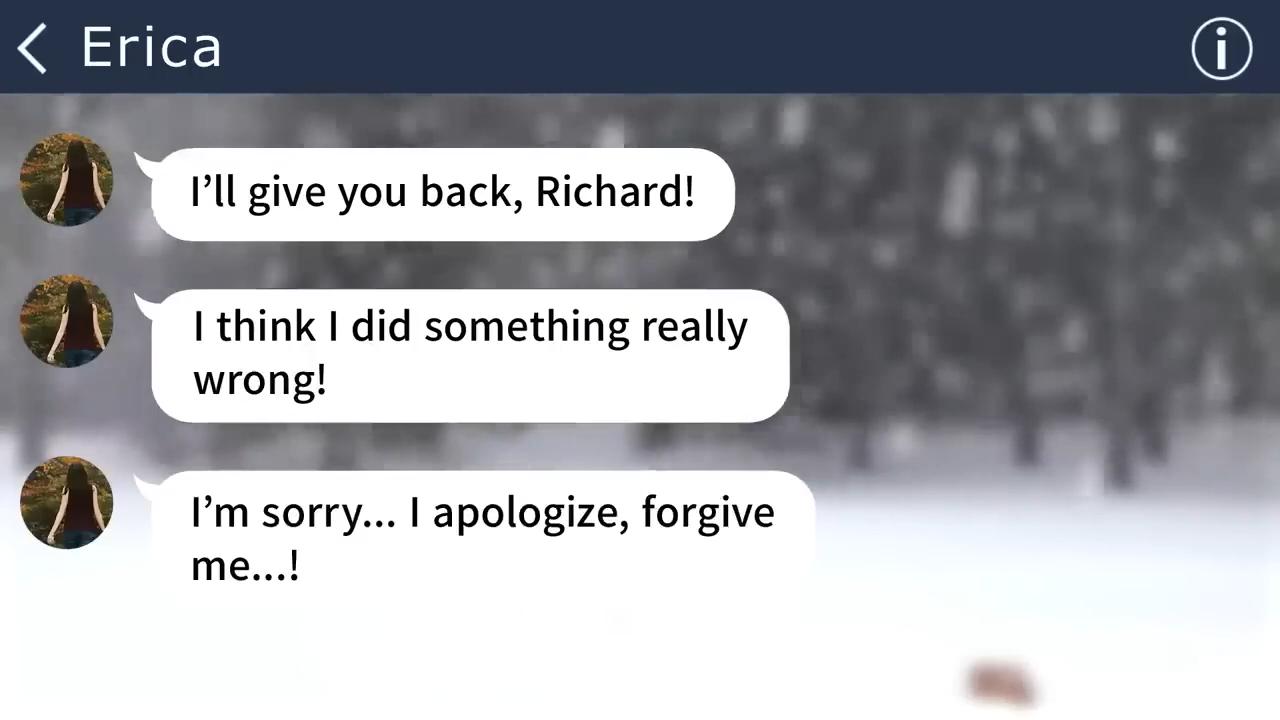 Erica
I’ll give you back, Richard!
I think I did something really
wrong!
I’m sorry... I apologize, forgive
me...!